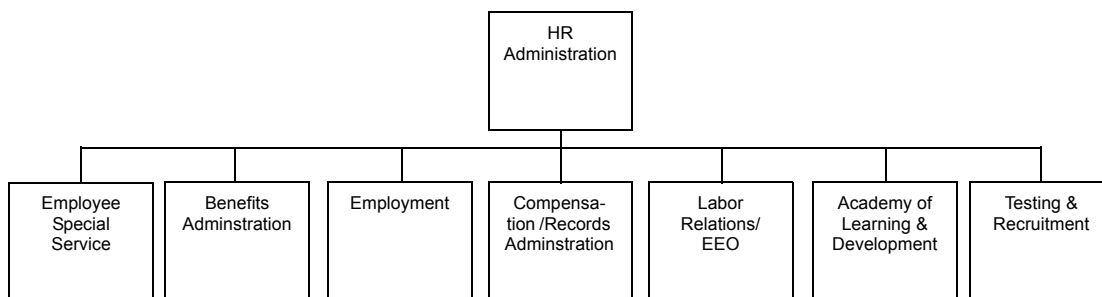 HR
Administration
Employee
Special
Service
Benefits
Adminstration
Employment
Compensa-
tion /Records
Adminstration
Labor
Relations/
EEO
Academy of
Learning &
Development
Testing &
Recruitment